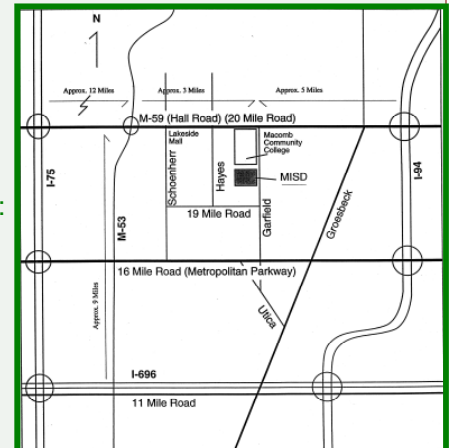 N
Approx. 12 Miles
Approx. 3 Miles
Approx. 5 Miles
M-59 (Hall Road) (20 Mile Road)
Lakeside
Mall
Macomb
Community
College
MISD
Schoenherr
Hayes
Garfield
19 Mile Road
I-75
M-53
I-94
Groesbeck
16 Mile Road (Metropolitan Parkway)
Approx. 9 Miles
Utica
I-696
11 Mile Road
: